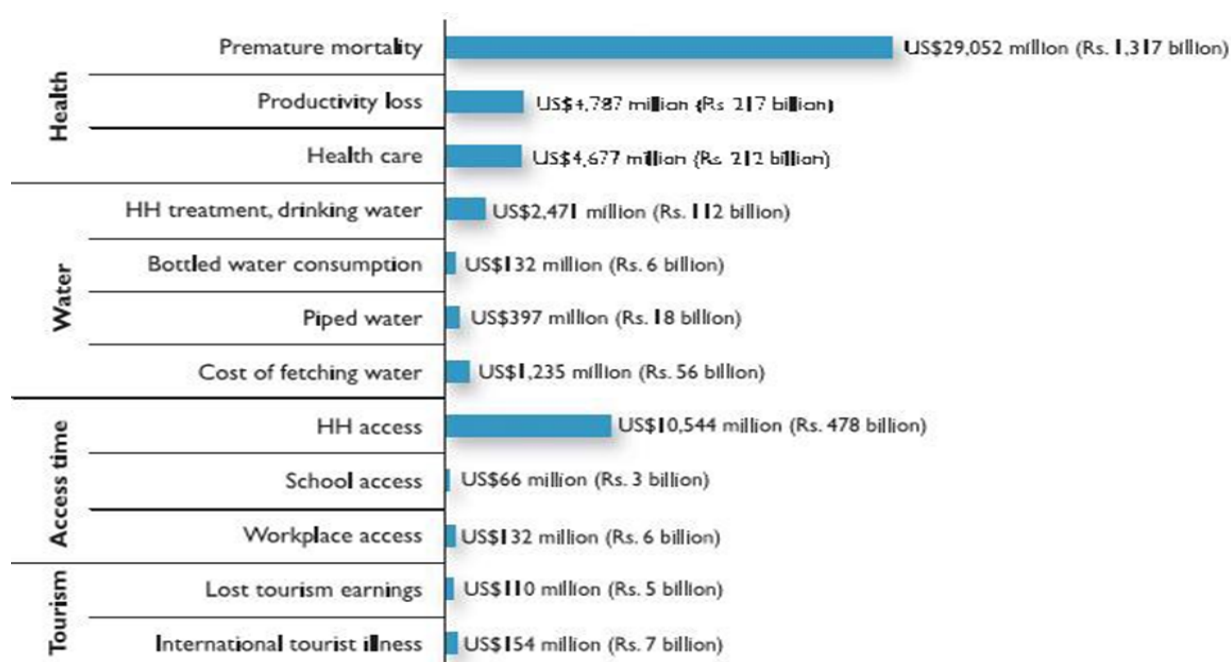 Health
Premature mortality US$29,052 million (Rs. 1,317 billion)
Productivity loss US$4,787 million (Rs 217 billion)
Health care US$4,677 million (Rs 212 billion)
Water
HH treatment, drinking water US$2,471 million (Rs. 112 billion)
Bottled water consumption US$132 million (Rs. 6 billion)
Piped water US$397 million (Rs. 18 billion)
Cost of fetching water US$1,235 million (Rs. 56 billion)
Access time
HH access US$10,544 million (Rs. 478 billion)
School access US$66 million (Rs. 3 billion)
Workplace access US$132 million (Rs. 6 billion)
Tourism
Lost tourism earnings US$110 million (Rs. 5 billion)
International tourist illness US$154 million (Rs. 7 billion)